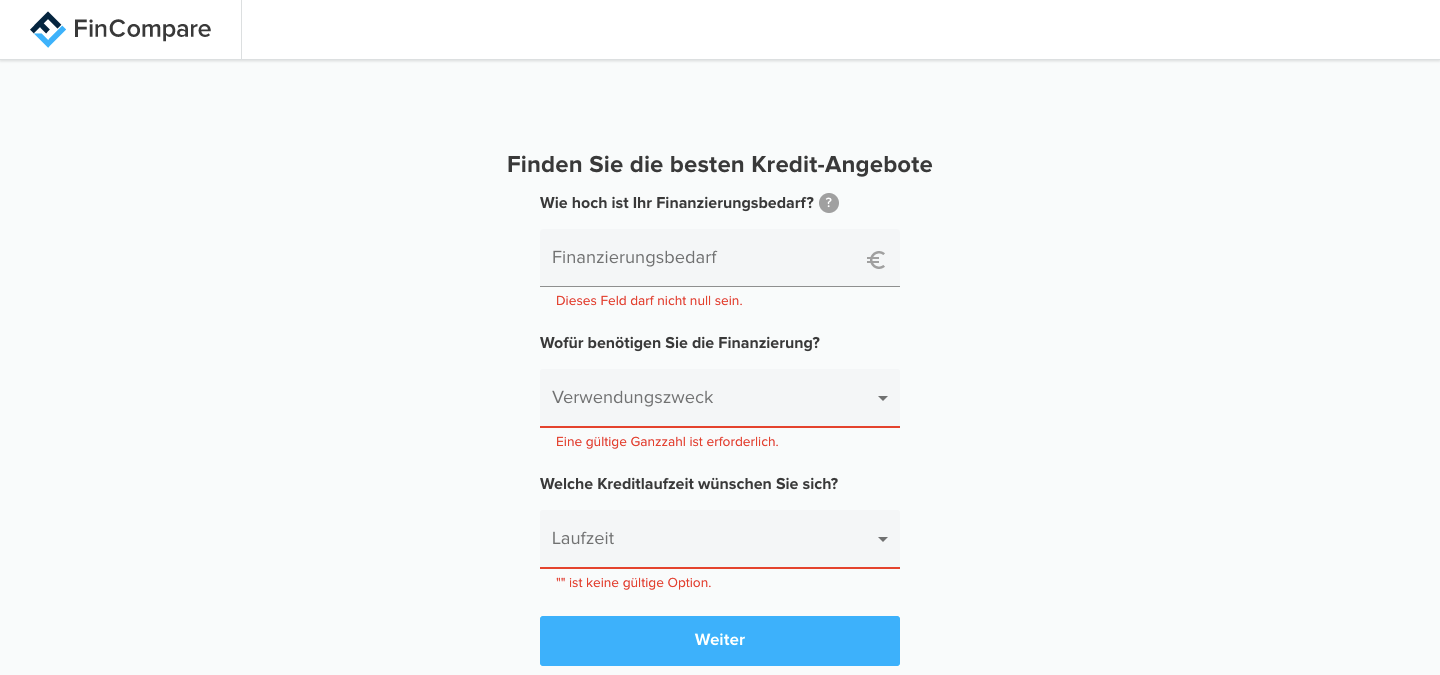 FinCompare
Finden Sie die besten Kredit-Angebote
Wie hoch ist Ihr Finanzierungsbedarf? ?
Finanzierungsbedarf €
Dieses Feld darf nicht null sein.
Wofür benötigen Sie die Finanzierung?
Verwendungszweck
Eine gültige Ganzzahl ist erforderlich.
Welche Kreditlaufzeit wünschen Sie sich?
Laufzeit
"" ist keine gültige Option.
Weiter